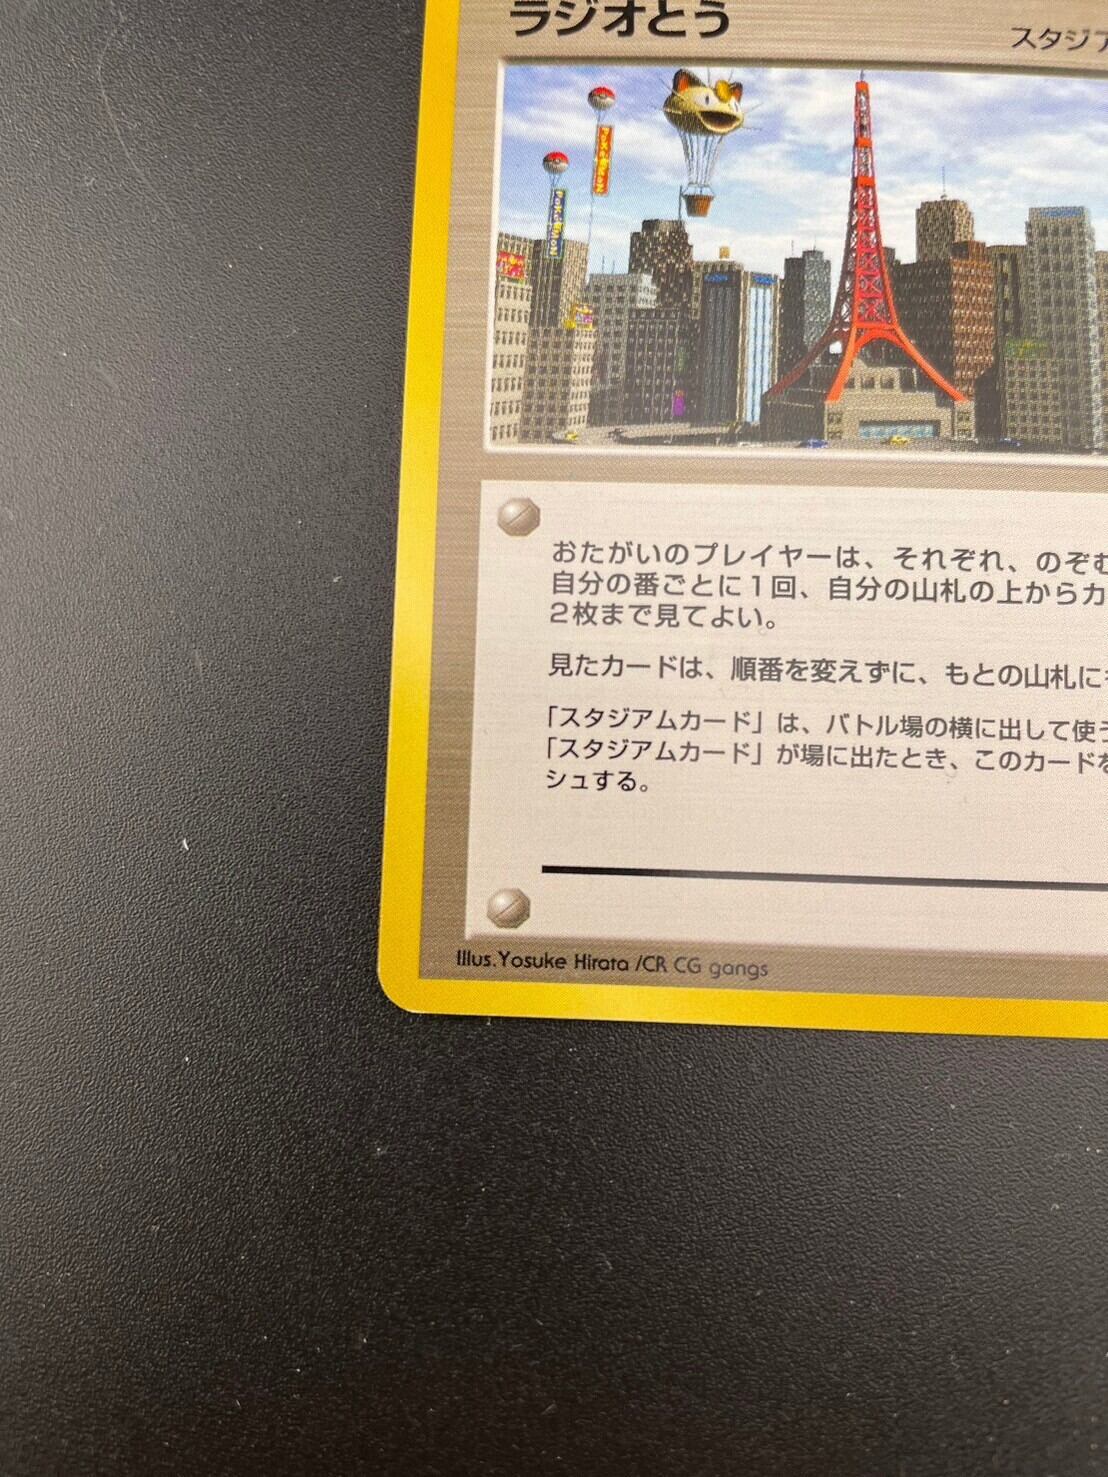 ラジオとう
スタジア
POKéMON
POKéMON
おたがいのプレイヤーは、それぞれ、のぞむ
自分の番ごとに1回、自分の山札の上からカ
2枚まで見てよい。
見たカードは、順番を変えずに、もとの山札に
「スタジアムカード」は、バトル場の横に出して使う
「スタジアムカード」が場に出たとき、このカードを
シュする。
Illus.Yosuke Hirata /CR CG gangs